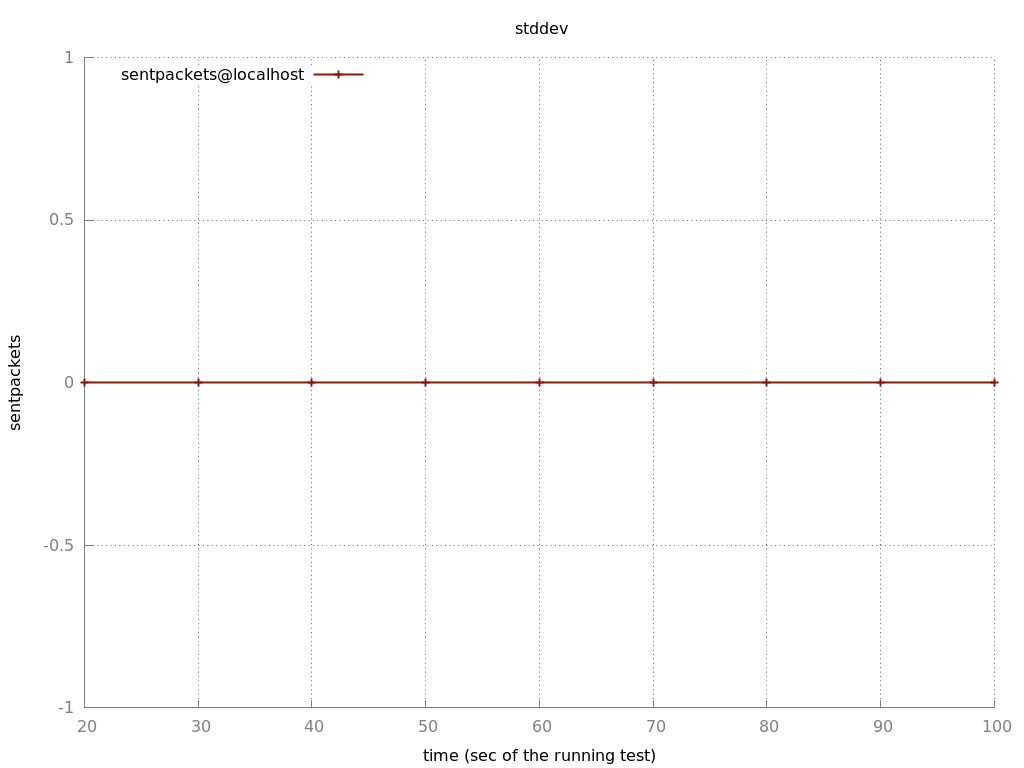 stddev
sentpackets@localhost
1
0.5
0
-0.5
-1
sentpackets
20 30 40 50 60 70 80 90 100
time (sec of the running test)